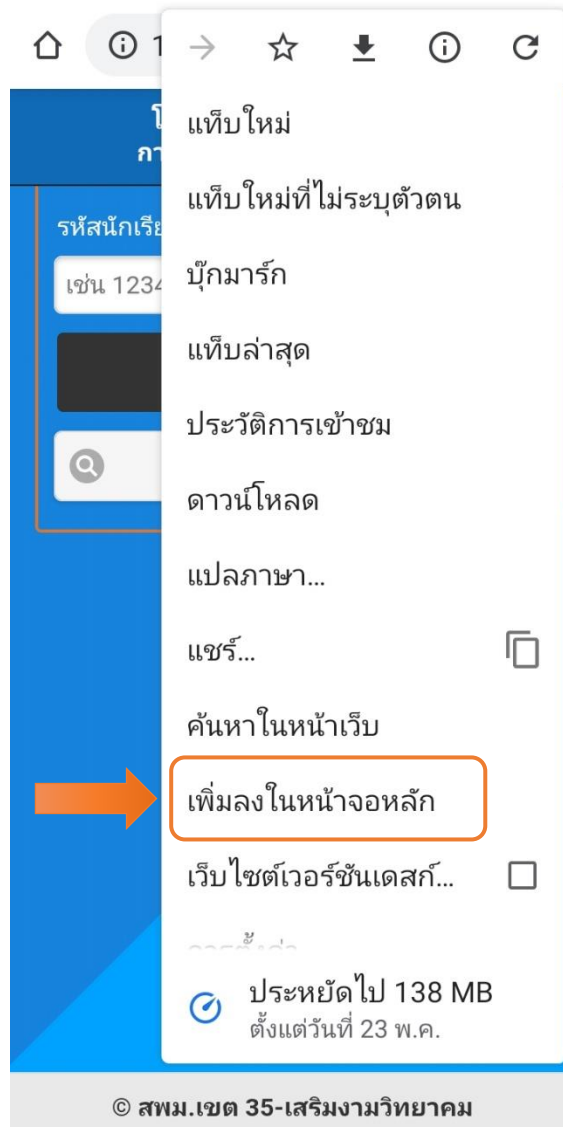 แท็บใหม่
แท็บใหม่ที่ไม่ระบุตัวตน
รหัสนักเรีย
บุ๊กมาร์ก
เช่น 1234
แท็บล่าสุด
ประวัติการเข้าชม
ดาวน์โหลด
แปลภาษา...
แชร์...
ค้นหาในหน้าเว็บ
เพิ่มลงในหน้าจอหลัก
เว็บไซต์เวอร์ชันเดสก์...
ประหยัดไป 138 MB
ตั้งแต่วันที่ 23 พ.ค.
© สพม.เขต 35-เสริมงามวิทยาคม